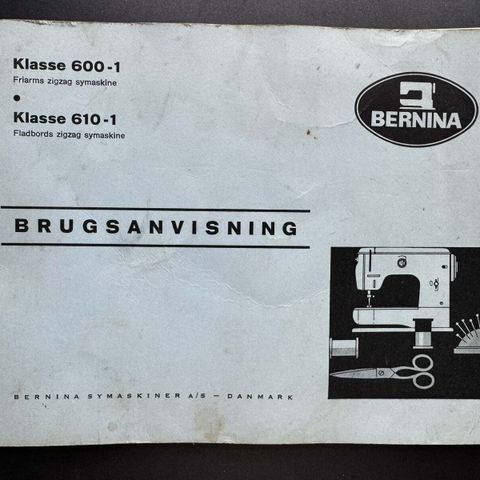 Klasse 600-1
Friarms zigzag symaskine
Klasse 610-1
Fladbords zigzag symaskine
BERNINA
BRUGSANVISNING
BERNINA SYMASKINER A/S — DANMARK